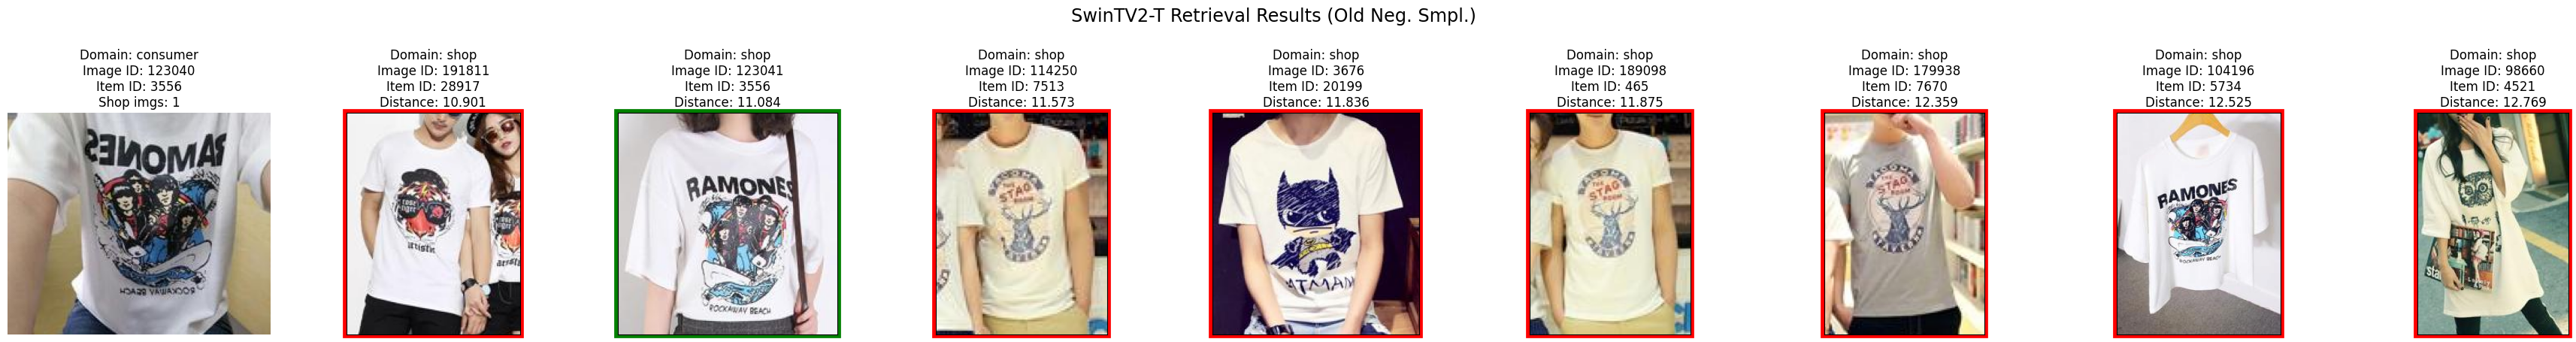 SwinTV2-T Retrieval Results (Old Neg. Smpl.)
Domain: consumer
Image ID: 123040
Item ID: 3556
Shop imgs: 1
Domain: shop
Image ID: 191811
Item ID: 28917
Distance: 10.901
Domain: shop
Image ID: 123041
Item ID: 3556
Distance: 11.084
Domain: shop
Image ID: 114250
Item ID: 7513
Distance: 11.573
Domain: shop
Image ID: 3676
Item ID: 20199
Distance: 11.836
Domain: shop
Image ID: 189098
Item ID: 465
Distance: 11.875
Domain: shop
Image ID: 179938
Item ID: 7670
Distance: 12.359
Domain: shop
Image ID: 104196
Item ID: 5734
Distance: 12.525
Domain: shop
Image ID: 98660
Item ID: 4521
Distance: 12.769
RAMONES
ROCKAWAY BEACH
artistic
RAMONES
ROCKAWAY BEACH
TACOMA
THE
STAG
ROOM
ATMAN
TACOMA
THE
STAG
ROOM
THE
STAG
ROOM
RAMONES
ROCKAWAY BEACH